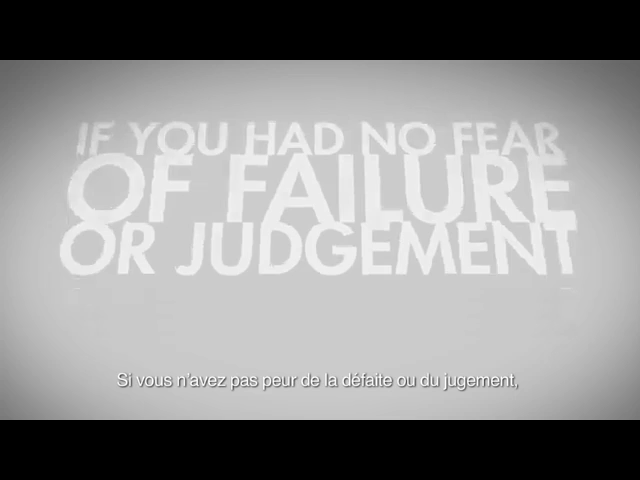 IF YOU HAD NO FEAR
OF FAILURE
OR JUDGEMENT
Si vous n'avez pas peur de la défaite ou du jugement,